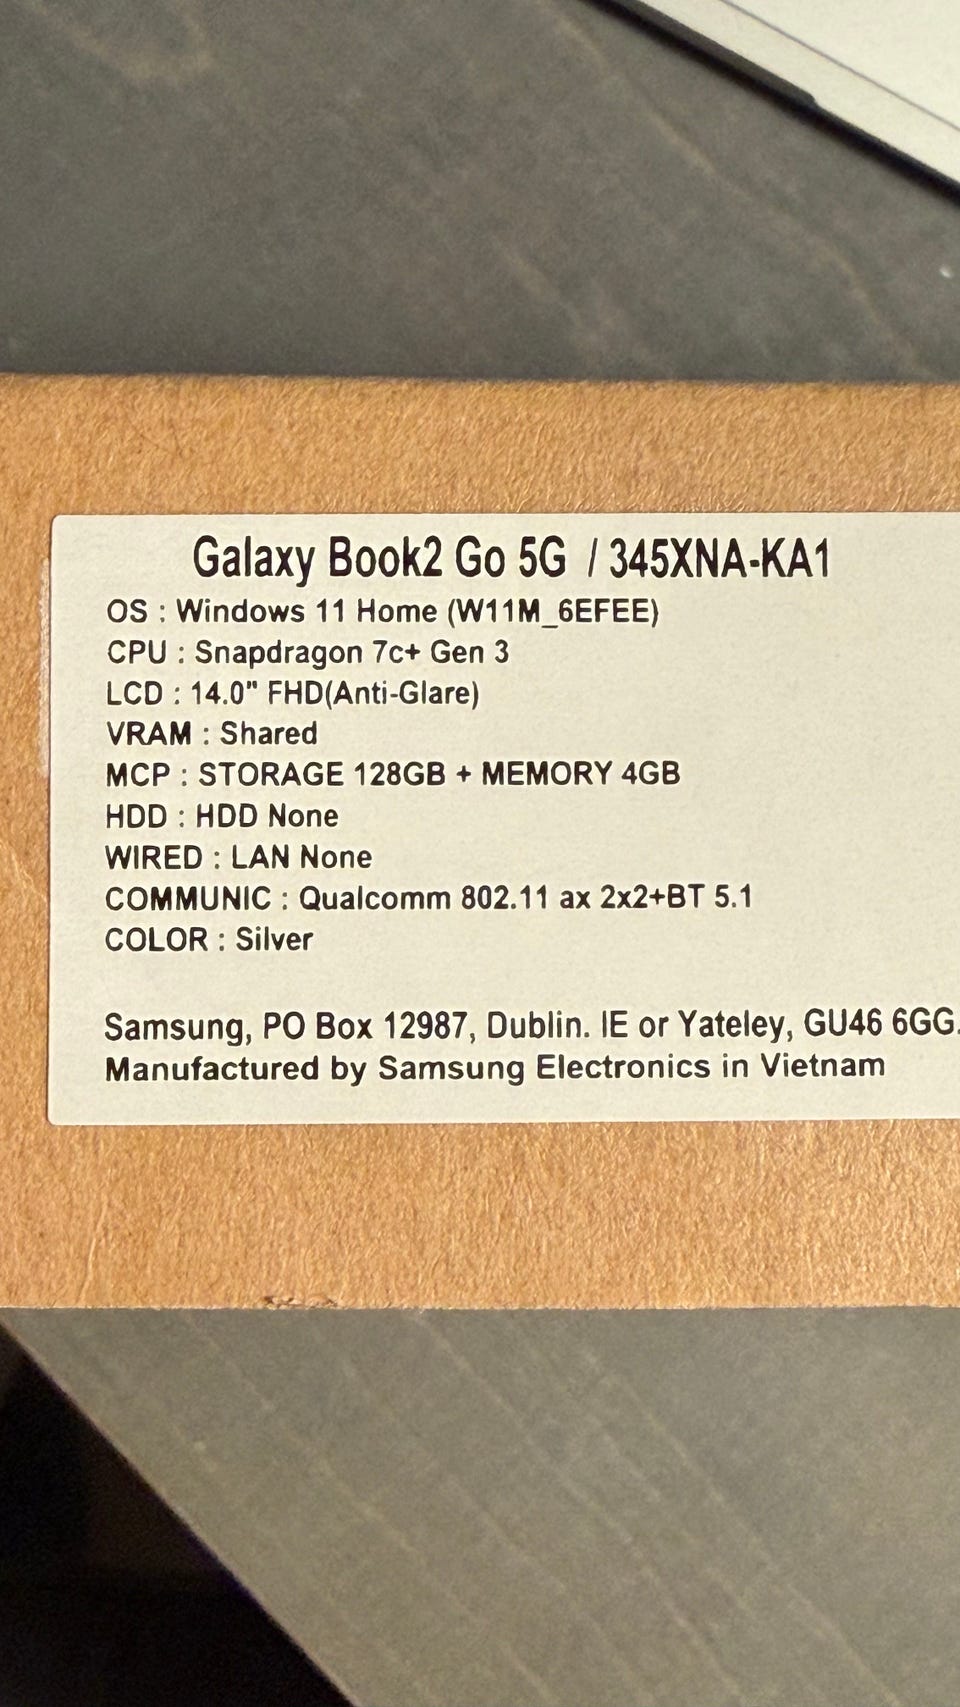 Galaxy Book2 Go 5G / 345XNA-KA1
OS : Windows 11 Home (W11M_6EFEE)
CPU : Snapdragon 7c+ Gen 3
LCD : 14.0" FHD(Anti-Glare)
VRAM : Shared
MCP : STORAGE 128GB + MEMORY 4GB
HDD : HDD None
WIRED : LAN None
COMMUNIC : Qualcomm 802.11 ax 2x2+BT 5.1
COLOR : Silver
Samsung, PO Box 12987, Dublin. IE or Yateley, GU46 6GG.
Manufactured by Samsung Electronics in Vietnam